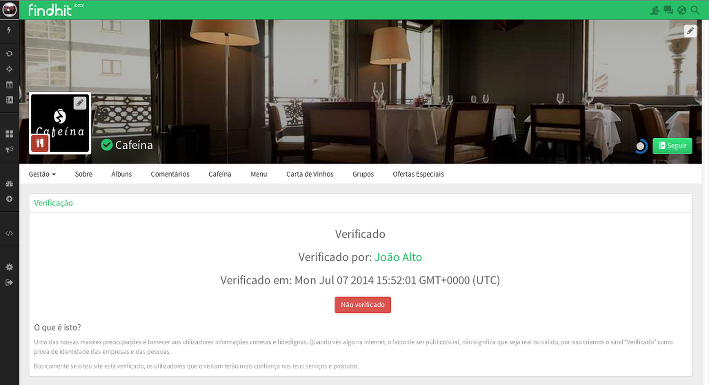 findhit beta
Cafeína
Cafeína
Seguir
Gestão Sobre Álbuns Comentários Cafeína Menu Carta de Vinhos Grupos Ofertas Especiais
Verificação
Verificado
Verificado por: João Alto
Verificado em: Mon Jul 07 2014 15:52:01 GMT+0000 (UTC)
Não verificado
O que é isto?
Uma das nossas maiores preocupações é fornecer aos utilizadores informações corretas e fidedignas. Quando vês algo na internet, o facto de ser público/viral, não significa que seja real ou válido, por isso criamos o sinal "Verificado" como
prova de identidade das empresas e das pessoas.
Basicamente se o teu site está verificado, os utilizadores que o visitam terão mais confiança nos teus serviços e produtos.